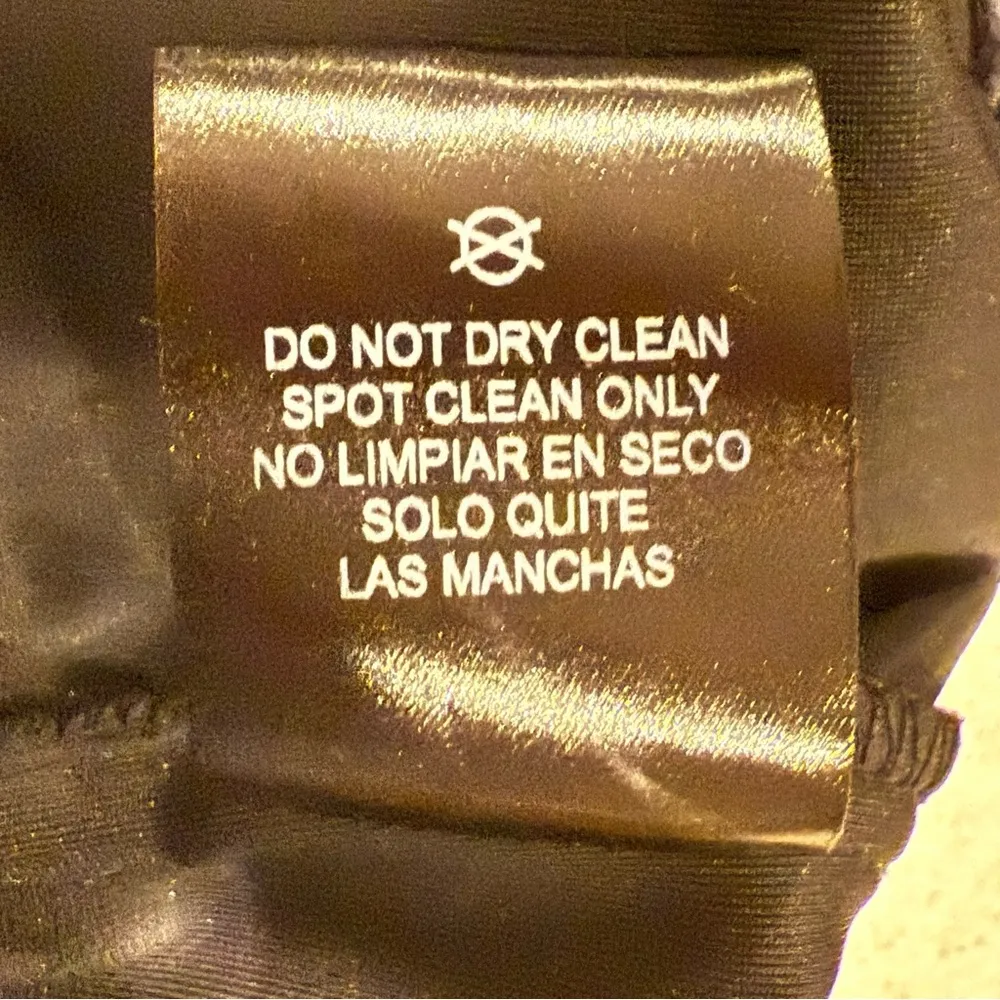 DO NOT DRY CLEAN
SPOT CLEAN ONLY
NO LIMPIAR EN SECO
SOLO QUITE
LAS MANCHAS